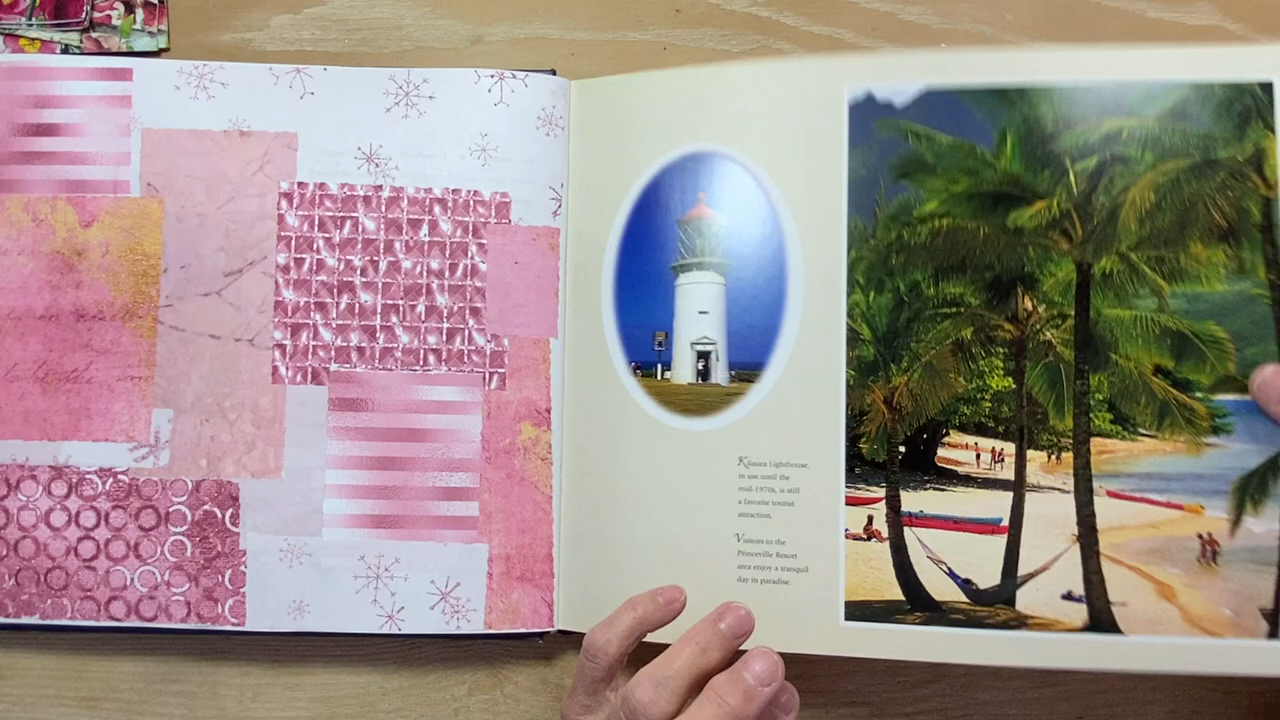 Kilauea Lighthouse,
in use until the
mid-1970s, is still
a favorite tourist
attraction.
Visitors to the
Princeville Resort
area enjoy a tranquil
day in paradise.